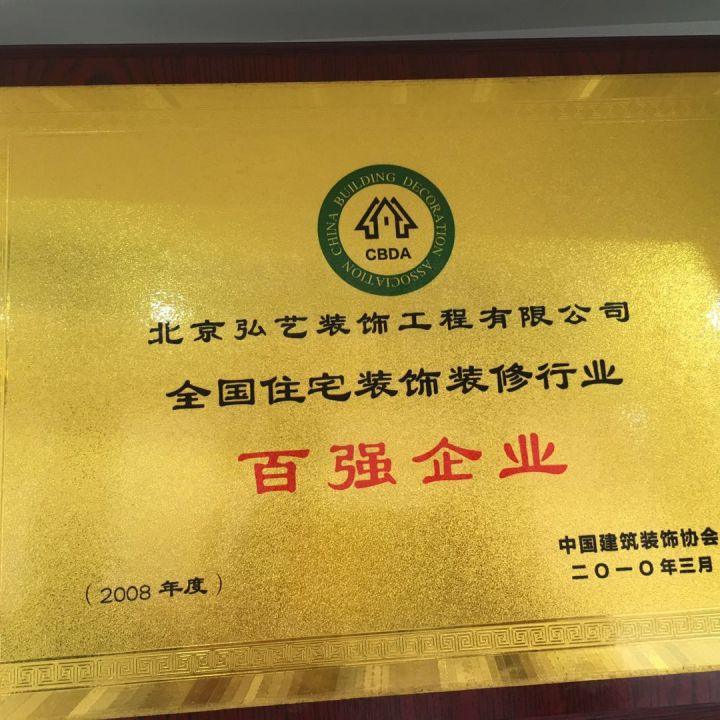 CHINA BUILDING DECORATION ASSOCIATION
CBDA
北京弘艺装饰工程有限公司
全国住宅装饰装修行业
百强企业
中国建筑装饰协会
二〇一〇年三月
（2008 年度）